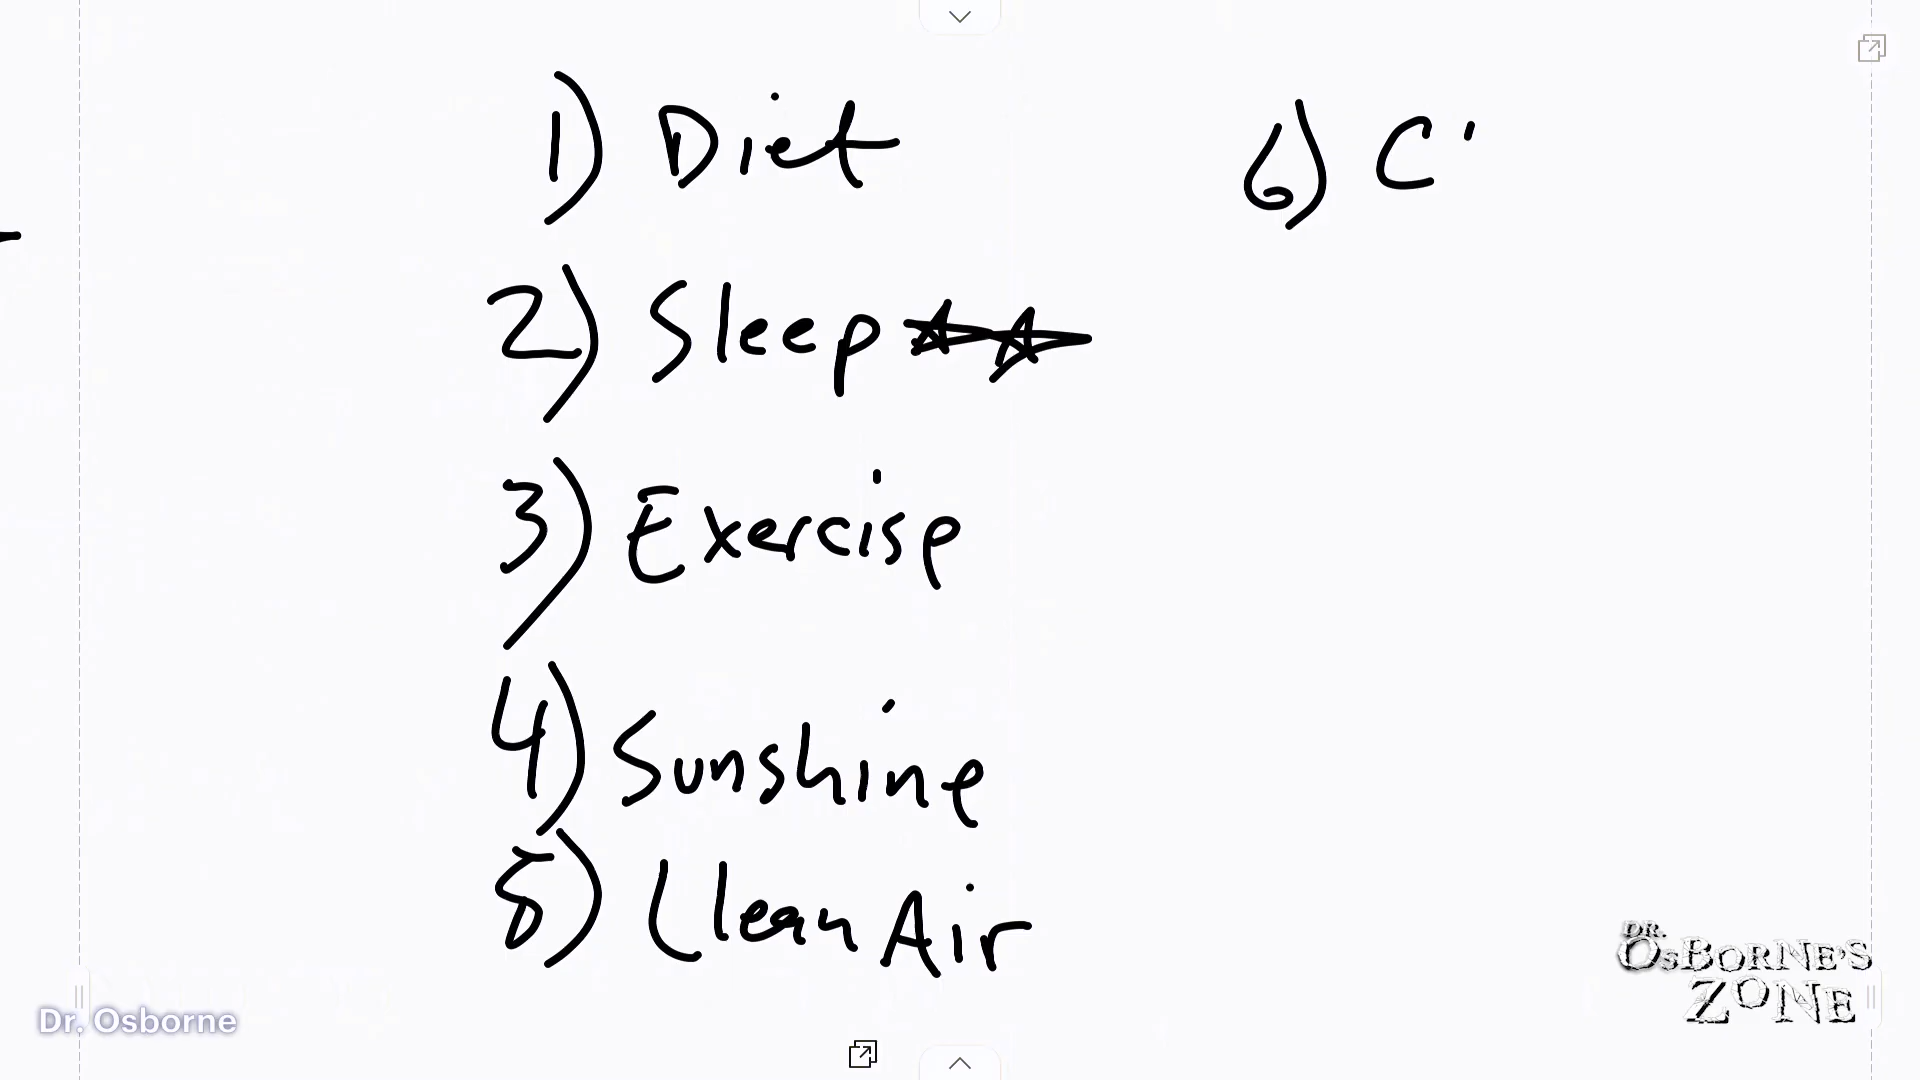 1) Diet
2) Sleep
3) Exercise
4) Sunshine
5) Clean Air
6) C
DR.
OSBORNE'S
ZONE
Dr. Osborne